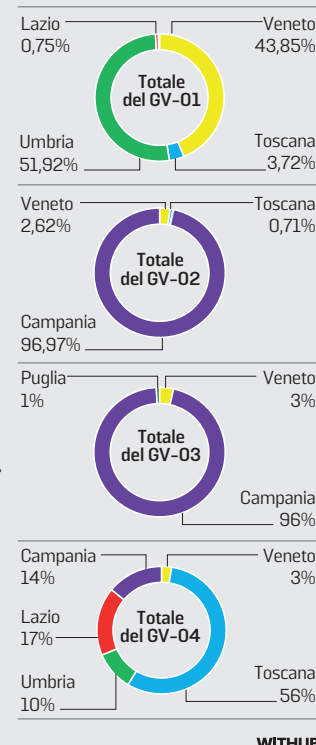 Lazio
0,75%
Veneto
43,85%
Totale
del GV-01
Umbria
51,92%
Toscana
3,72%
Veneto
2,62%
Toscana
0,71%
Totale
del GV-02
Campania
96,97%
Puglia
1%
Veneto
3%
Totale
del GV-03
Campania
96%
Campania
14%
Veneto
3%
Lazio
17%
Totale
del GV-04
Umbria
10%
Toscana
56%
WITHUB